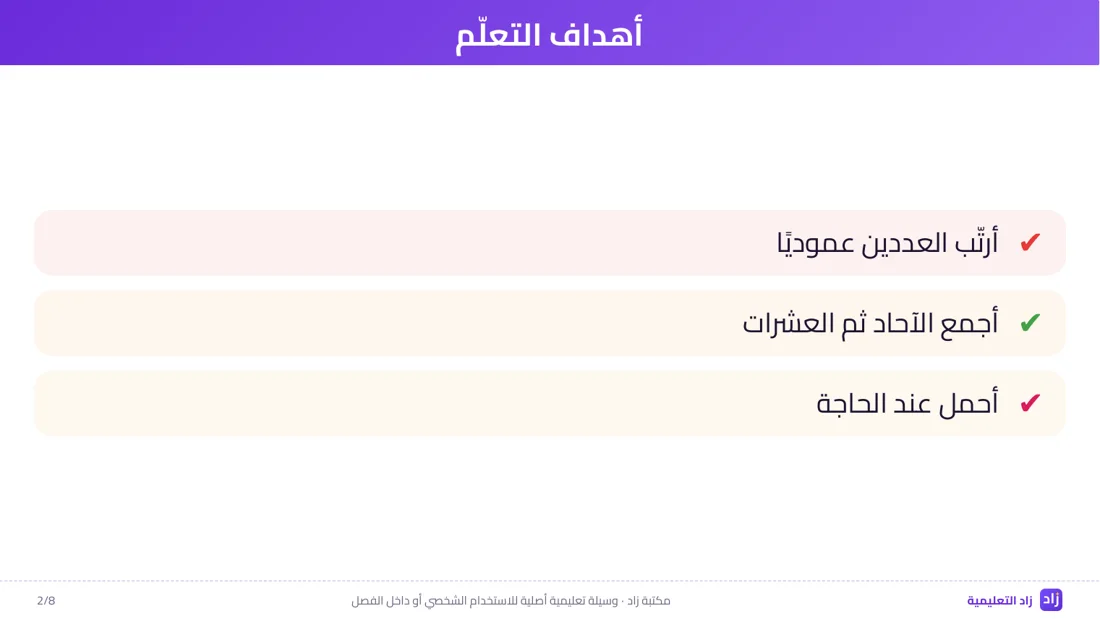 أهداف التعلّم
✔ أرتّب العددين عموديًا
✔ أجمع الآحاد ثم العشرات
✔ أحمل عند الحاجة
زاد زاد التعليمية
مكتبة زاد · وسيلة تعليمية أصلية للاستخدام الشخصي أو داخل الفصل
2/8